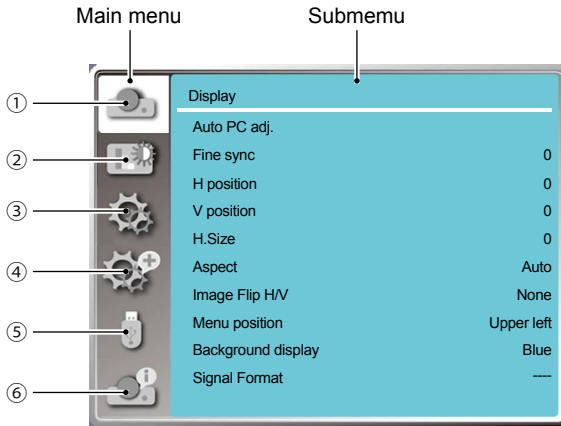 Main menu
Submemu
①
②
③
④
⑤
⑥
Display
Auto PC adj.
Fine sync 0
H position 0
V position 0
H.Size 0
Aspect Auto
Image Flip H/V None
Menu position Upper left
Background display Blue
Signal Format ----